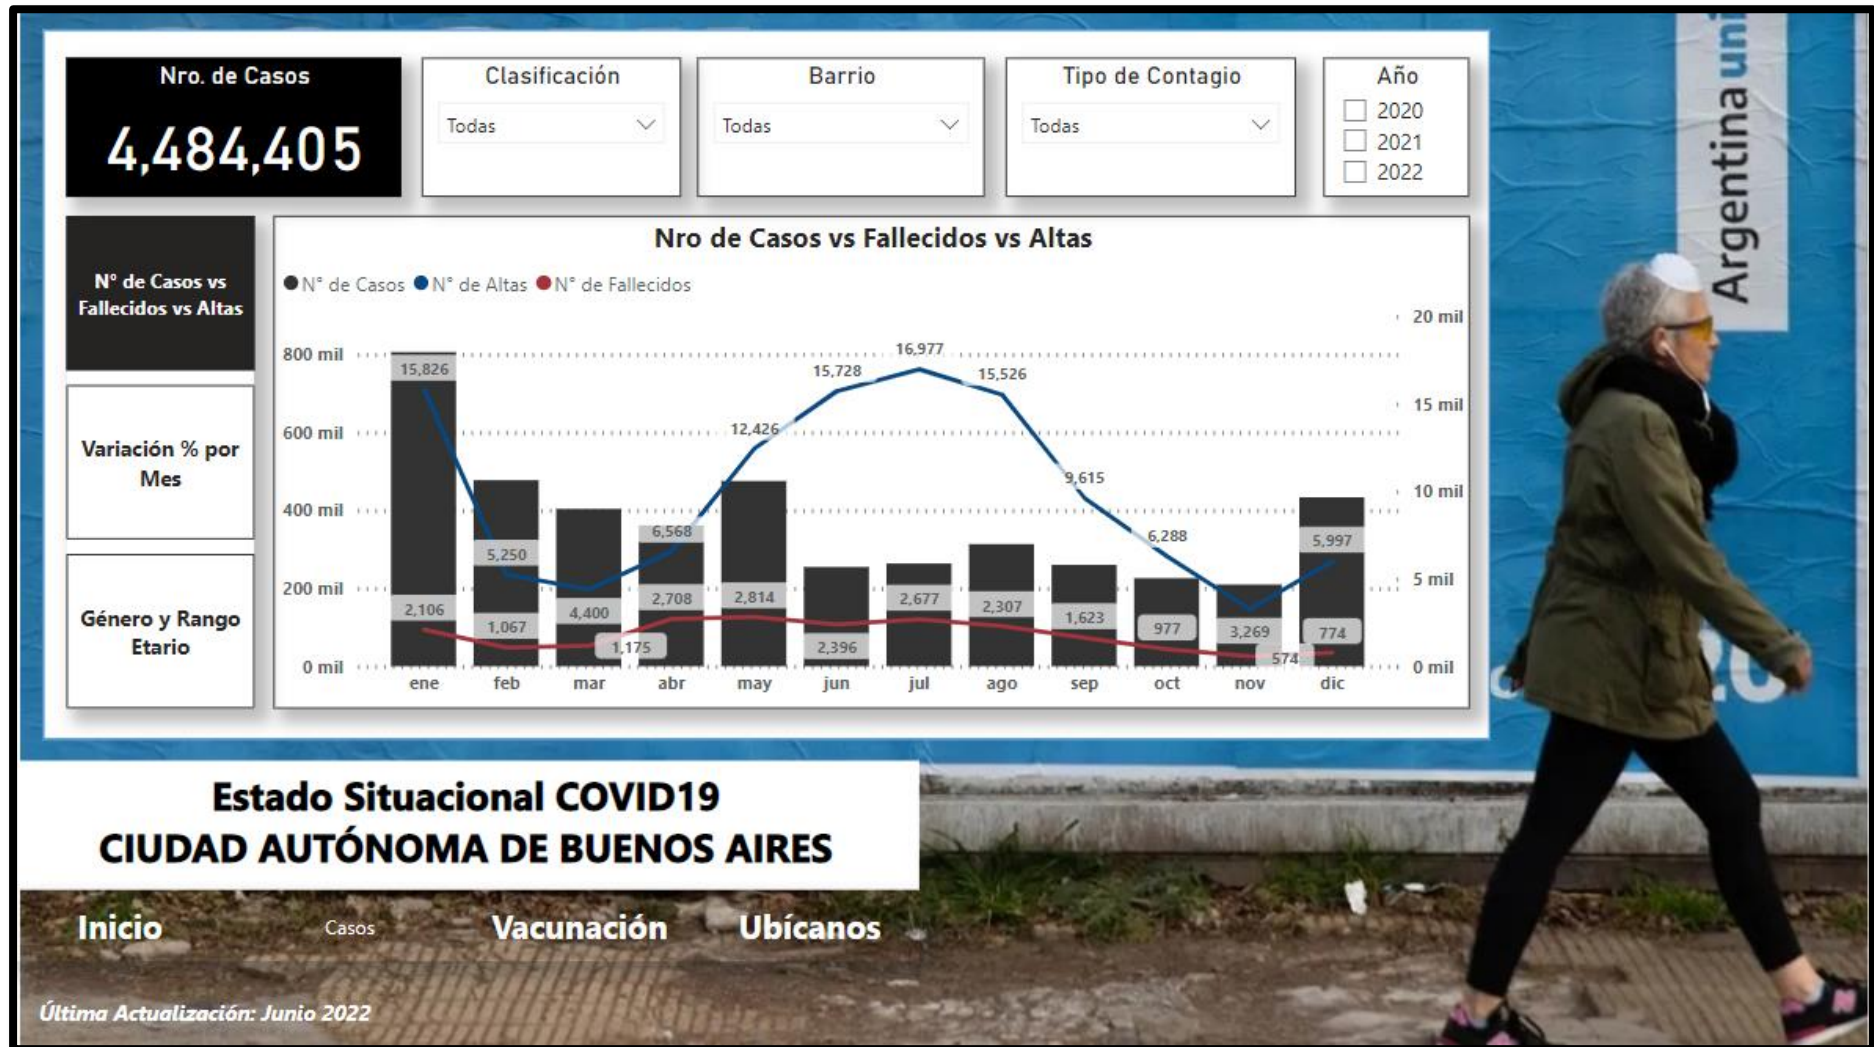 Nro. de Casos
4,484,405
Clasificación
Todas
Barrio
Todas
Tipo de Contagio
Todas
Año
2020
2021
2022
N° de Casos vs
Fallecidos vs Altas
Variación % por
Mes
Género y Rango
Etario
Nro de Casos vs Fallecidos vs Altas
N° de Casos N° de Altas N° de Fallecidos
800 mil
600 mil
400 mil
200 mil
0 mil
20 mil
15 mil
10 mil
5 mil
0 mil
15,826
5,250
4,400
6,568
12,426
15,728
16,977
15,526
9,615
6,288
3,269
5,997
2,106
1,067
1,175
2,708
2,814
2,396
2,677
2,307
1,623
977
574
774
ene feb mar abr may jun jul ago sep oct nov dic
Argentina uni
Estado Situacional COVID19
CIUDAD AUTÓNOMA DE BUENOS AIRES
Inicio Casos Vacunación Ubícanos
Última Actualización: Junio 2022